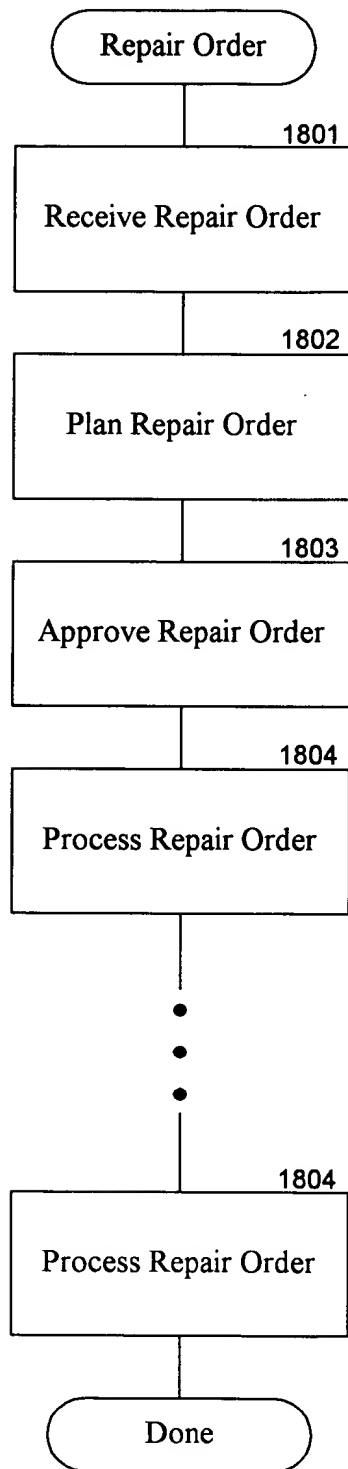 Repair Order
1801
Receive Repair Order
1802
Plan Repair Order
1803
Approve Repair Order
1804
Process Repair Order
1804
Process Repair Order
Done